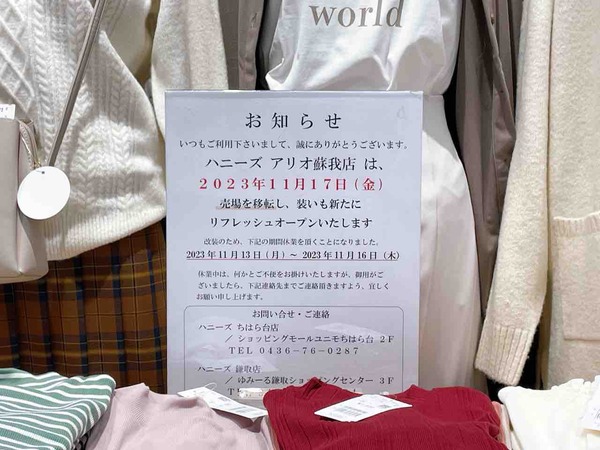 world
お知らせ
いつもご利用下さいまして、誠にありがとうございます。
ハニーズ アリオ蘇我店 は、
2023年11月17日(金)
売場を移転し、装いも新たに
リフレッシュオープンいたします
改装のため、下記の期間休業を頂くことになりました。
2023年11月13日(月)~ 2023年11月16日(木)
休業中は、何かとご不便をお掛けいたしますが、御用がご
ざいましたら、下記連絡先までご連絡頂きますよう、宜しく
お願い申し上げます。
お問い合せ・ご連絡
ハニーズ ちはら台店
/ ショッピングモールユニモちはら台 2F
TEL 0436-76-0287
ハニーズ 鎌取店
/ ゆみーる鎌取ショッピングセンター 3F